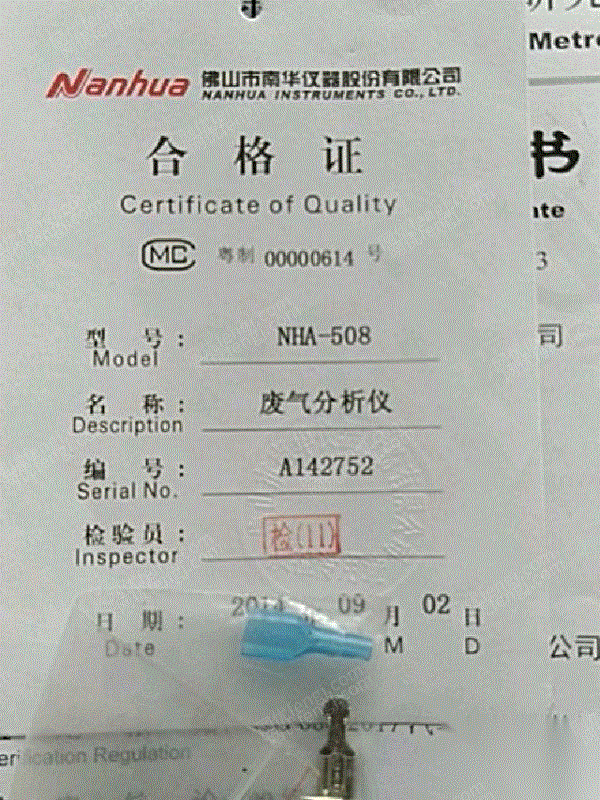 Metro
Nanhua 佛山市南华仪器股份有限公司
NANHUA INSTRUMENTS CO., LTD.
书
合格证
Certificate of Quality
MC 粤制 00000614 号
3
型号: NHA-508
Model
司
名称: 废气分析仪
Description
编号: A142752
Serial No.
检验员: 检(11)
Inspector
日期: 2014 09 月 02 日
Date M D
公司
Verification Regulation